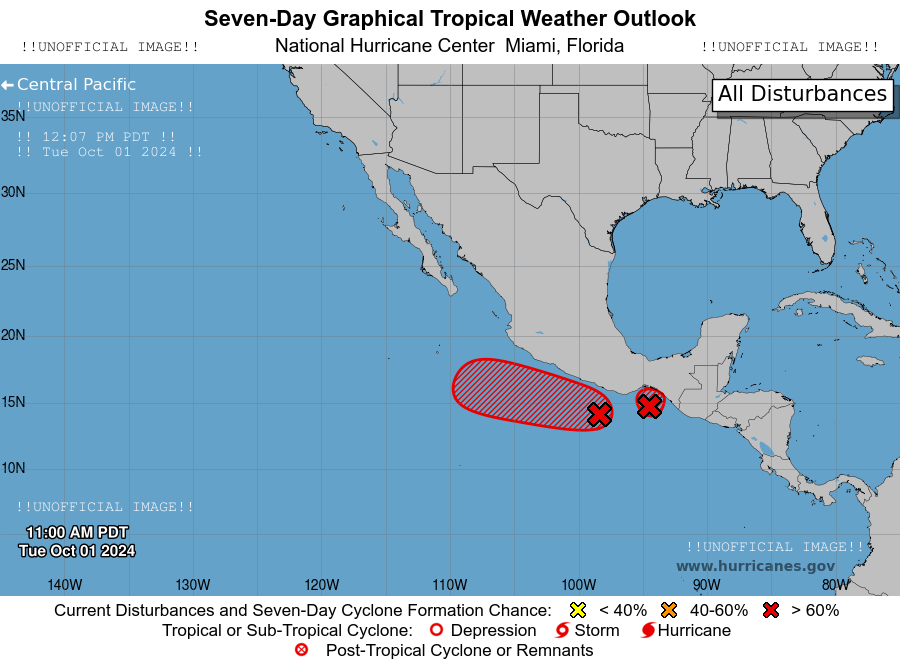 Seven-Day Graphical Tropical Weather Outlook
!!UNOFFICIAL IMAGE!! National Hurricane Center Miami, Florida !!UNOFFICIAL IMAGE!!
Central Pacific
All Disturbances
!!UNOFFICIAL IMAGE!!
35N
!! 12:07 PM PDT !!
!! Tue Oct 01 2024 !!
30N
25N
20N
15N
10N
!!UNOFFICIAL IMAGE!!
11:00 AM PDT
Tue Oct 01 2024
!!UNOFFICIAL IMAGE!!
www.hurricanes.gov
140W 130W 120W 110W 100W 90W 80W
Current Disturbances and Seven-Day Cyclone Formation Chance: < 40% 40-60% > 60%
Tropical or Sub-Tropical Cyclone: Depression Storm Hurricane
Post-Tropical Cyclone or Remnants